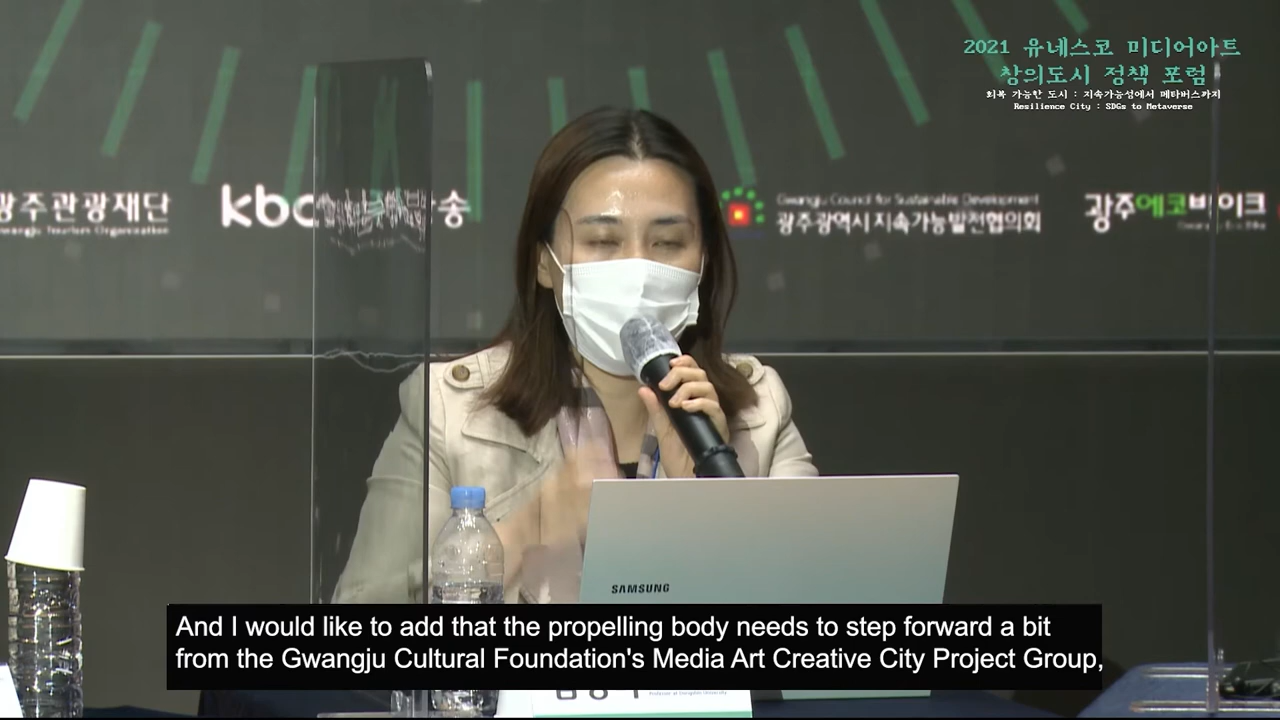 2021 유네스코 미디어아트
창의도시 정책 포럼
회복 가능한 도시 : 지속가능성에서 메타버스까지
Resilience City : SDGs to Metaverse
광주관광재단
Gwangju Tourism Organization
kbc
방송
Gwangju Council for Sustainable Development
광주광역시지속가능발전협의회
광주에코바이크
SAMSUNG
And I would like to add that the propelling body needs to step forward a bit
from the Gwangju Cultural Foundation's Media Art Creative City Project Group,